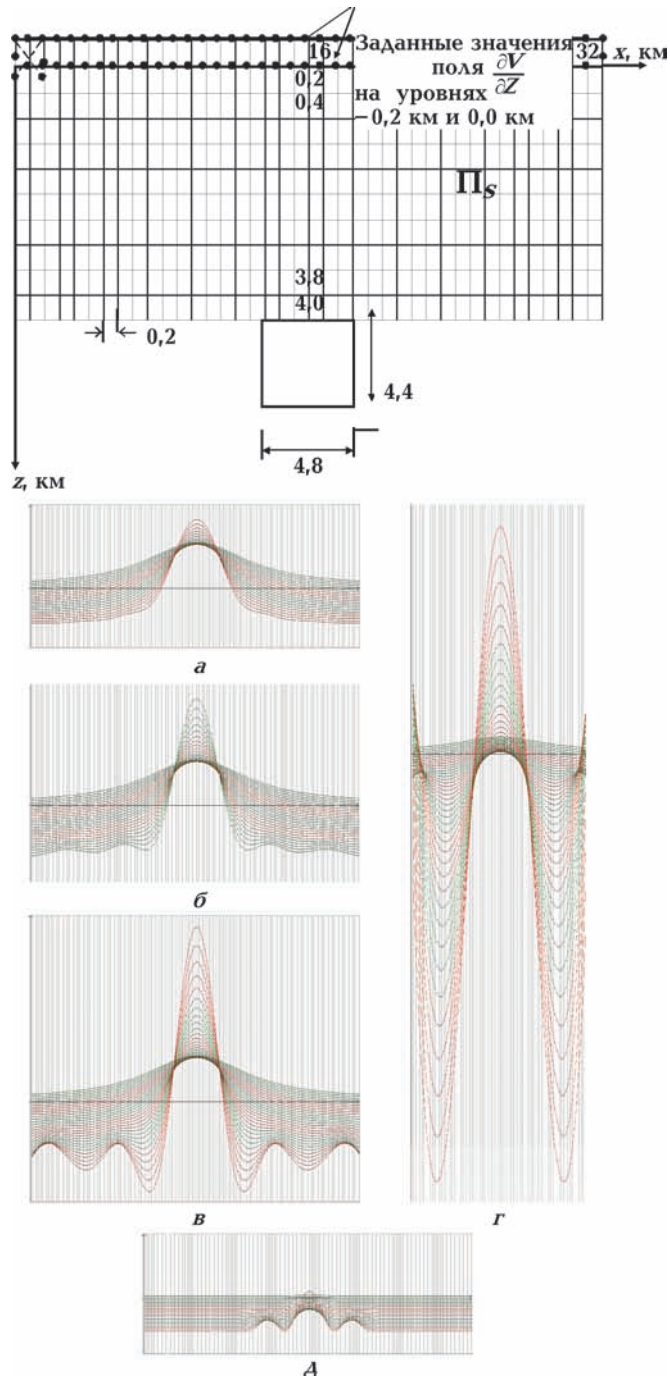 16 Заданные значения 32 x, км
0,2 поля ∂V/∂Z
0,4 на уровнях
−0,2 км и 0,0 км
Пs
3,8
4,0
0,2
4,4
4,8
z, км
а
б
в
г
д